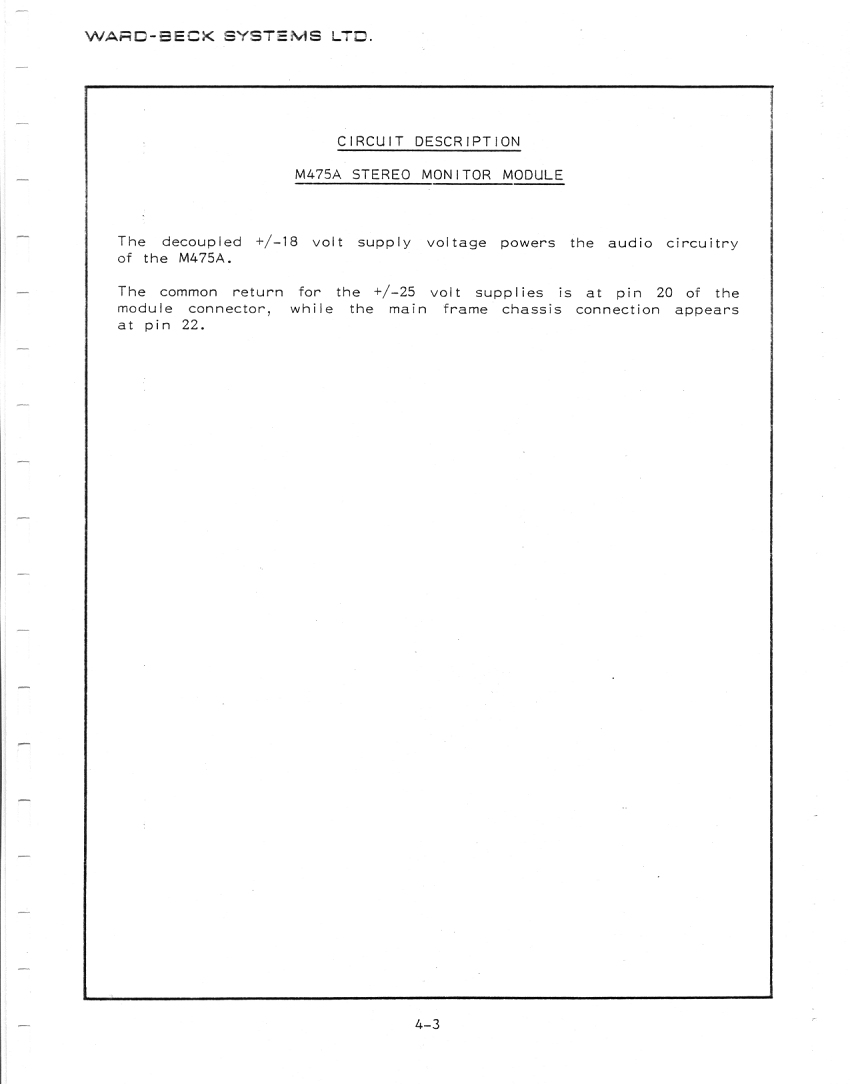 WARD-BECK SYSTEMS LTD.
CIRCUIT DESCRIPTION
M475A STEREO MONITOR MODULE
The decoupled +/-18 volt supply voltage powers the audio circuitry
of the M475A.
The common return for the +/-25 volt supplies is at pin 20 of the
module connector, while the main frame chassis connection appears
at pin 22.
4-3